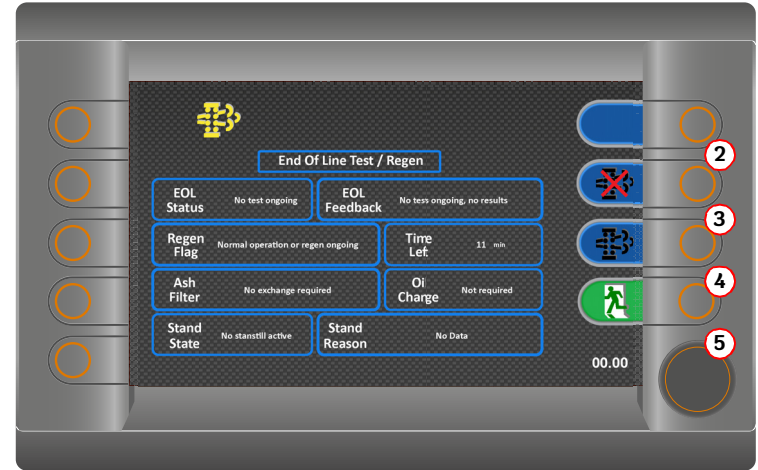 2
End Of Line Test / Regen
EOL Status
No test ongoing
EOL Feedback
No tess ongoing, no results
3
Regen Flag
Normal operation or regen ongoing
Time Left
11 min
4
Ash Filter
No exchange required
Oil Charge
Not required
Stand State
No stanstill active
Stand Reason
No Data
5
00.00